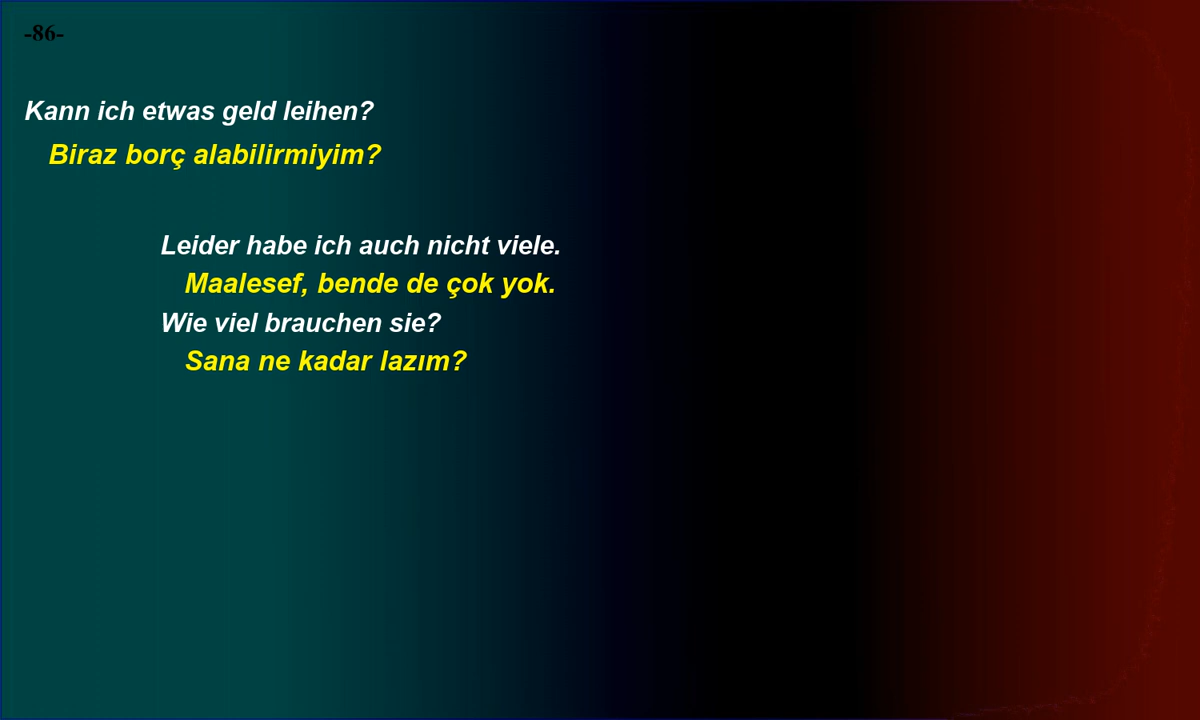 -86-
Kann ich etwas geld leihen?
Biraz borç alabilirmiyim?
Leider habe ich auch nicht viele.
Maalesef, bende de çok yok.
Wie viel brauchen sie?
Sana ne kadar lazım?